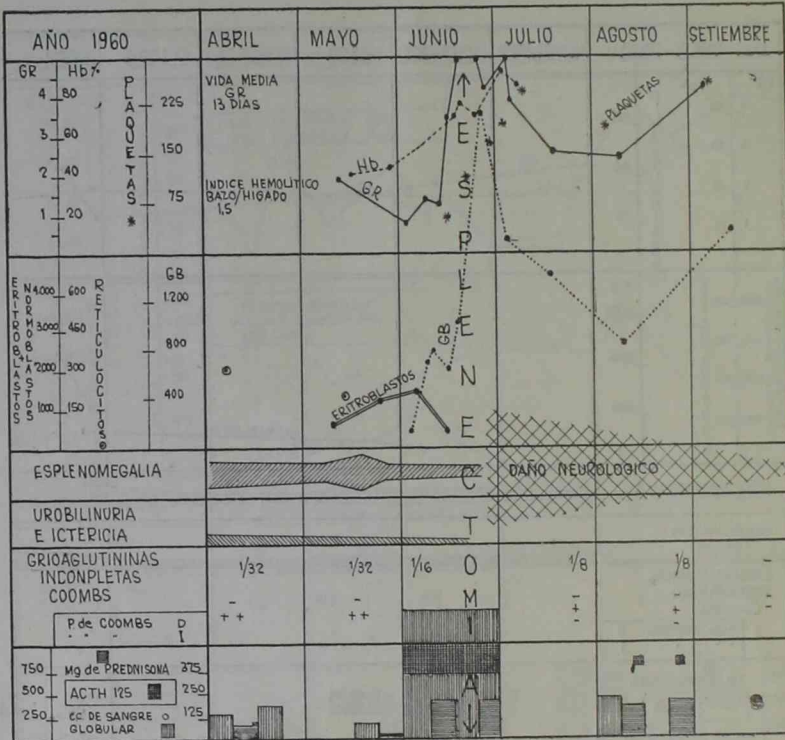 AÑO 1960 ABRIL MAYO JUNIO JULIO AGOSTO SETIEMBRE
GR Hb% PLAQUETAS *
4 80 225
3 60 150
2 40 75
1 20
VIDA MEDIA
GR
13 DIAS
INDICE HEMOLITICO
BAZO/HIGADO
1,5
Hb.
GR
* PLAQUETAS
ESPLENECTOMIA
ERITROBLASTOS
NORMOBLASTOS
RETICULOCITOS
GB
4.000 600 1.200
3.000 460 800
2000 300 400
1000 150
GB
ERITROBLASTOS
ESPLENOMEGALIA
DAÑO NEUROLOGICO
UROBILINURIA
E ICTERICIA
GRIOAGLUTININAS 1/32 1/32 1/16 1/8 1/8 -
INCONPLETAS
COOMBS
- - - - -
++ ++ + + -
- -
P de COOMBS D
" " " I
750 Mg de PREDNISONA 375
500 ACTH 125 250
250 CC DE SANGRE o 125
GLOBULAR